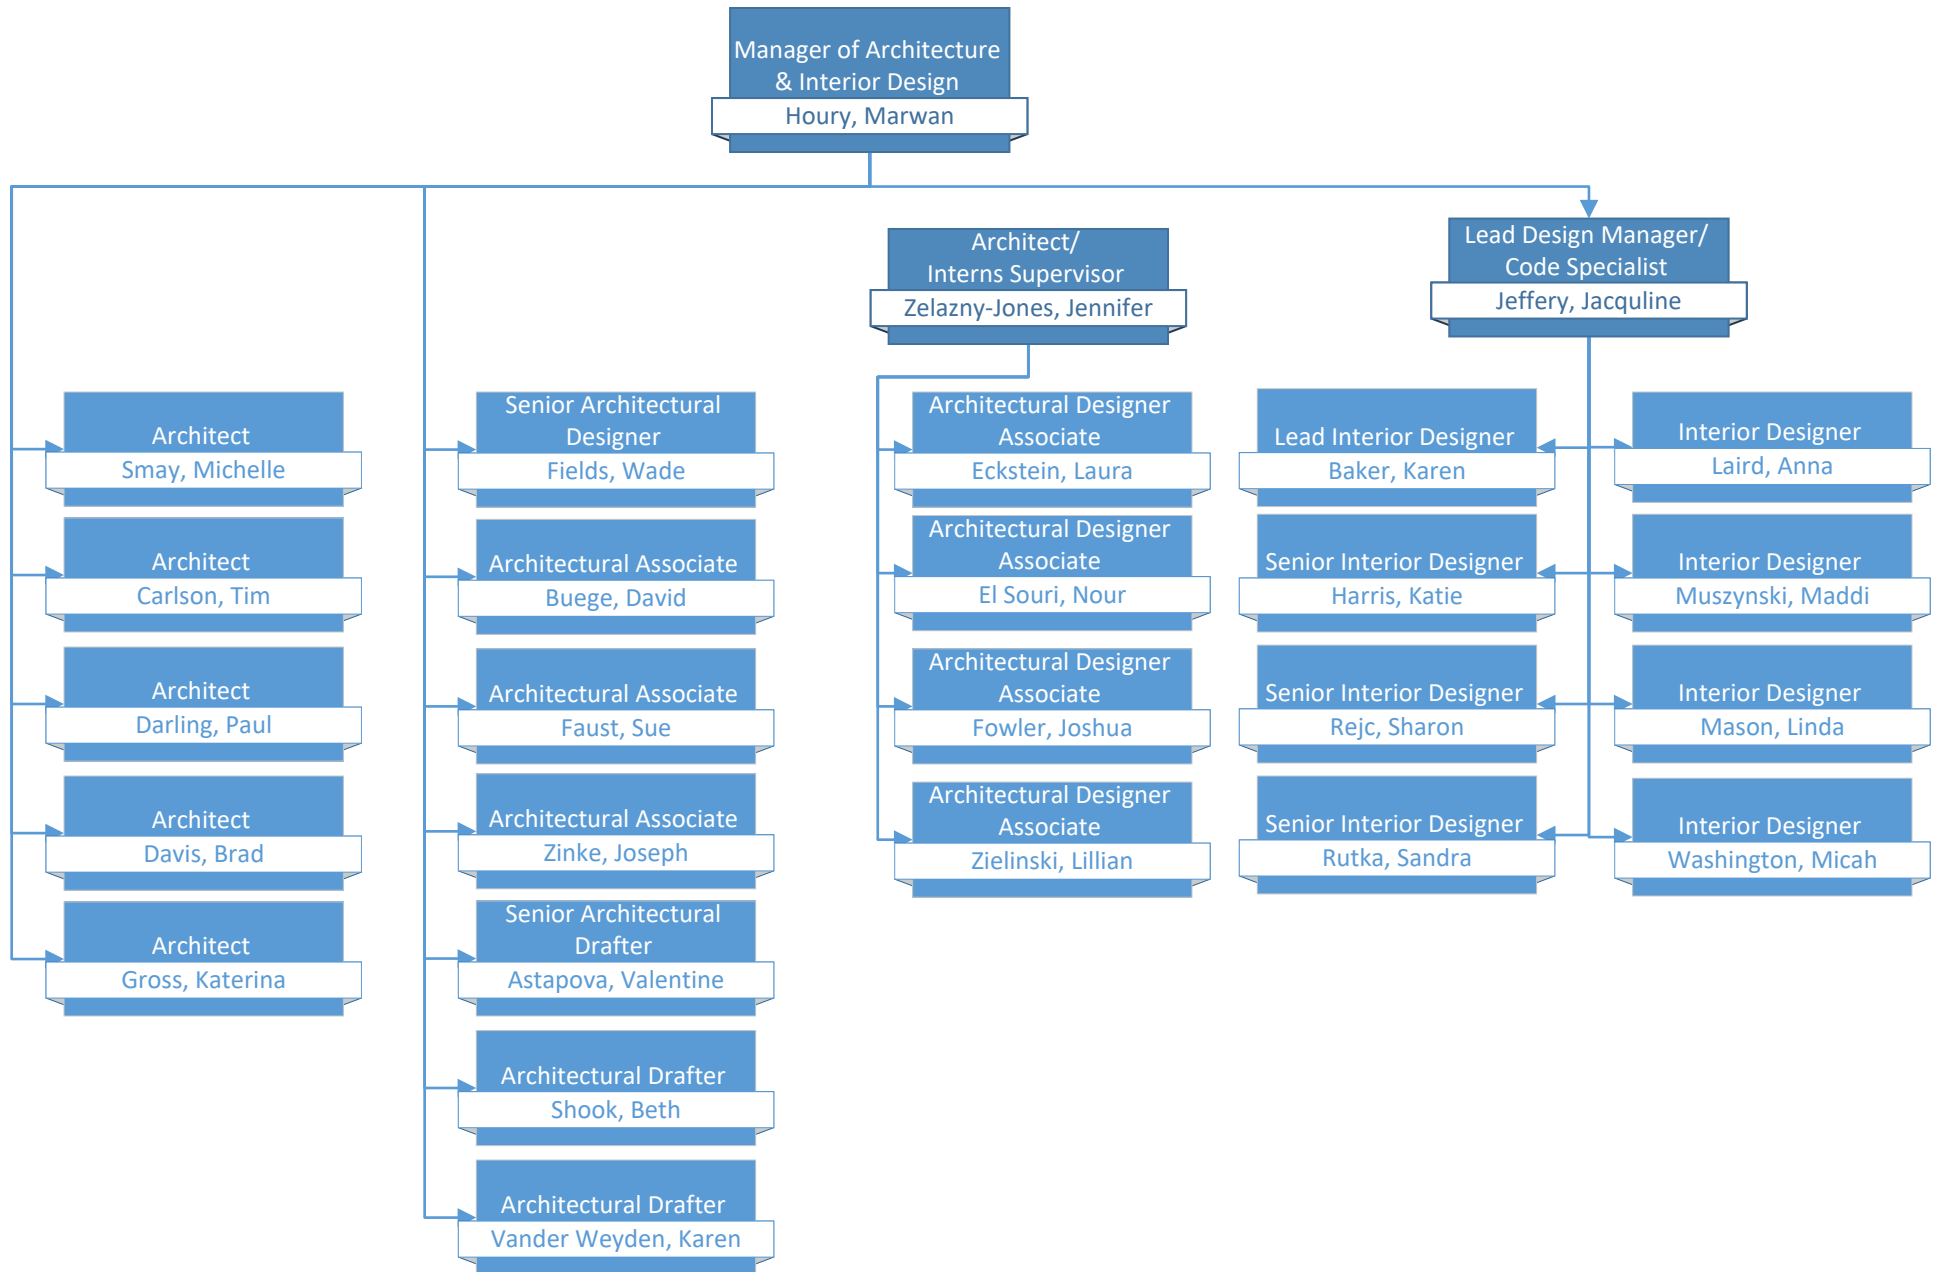 Manager of Architecture
& Interior Design
Houry, Marwan
Architect/
Interns Supervisor
Zelazny-Jones, Jennifer
Lead Design Manager/
Code Specialist
Jeffery, Jacquline
Architect
Smay, Michelle
Architect
Carlson, Tim
Architect
Darling, Paul
Architect
Davis, Brad
Architect
Gross, Katerina
Senior Architectural
Designer
Fields, Wade
Architectural Associate
Buege, David
Architectural Associate
Faust, Sue
Architectural Associate
Zinke, Joseph
Senior Architectural
Drafter
Astapova, Valentine
Architectural Drafter
Shook, Beth
Architectural Drafter
Vander Weyden, Karen
Architectural Designer
Associate
Eckstein, Laura
Architectural Designer
Associate
El Souri, Nour
Architectural Designer
Associate
Fowler, Joshua
Architectural Designer
Associate
Zielinski, Lillian
Lead Interior Designer
Baker, Karen
Senior Interior Designer
Harris, Katie
Senior Interior Designer
Rejc, Sharon
Senior Interior Designer
Rutka, Sandra
Interior Designer
Laird, Anna
Interior Designer
Muszynski, Maddi
Interior Designer
Mason, Linda
Interior Designer
Washington, Micah